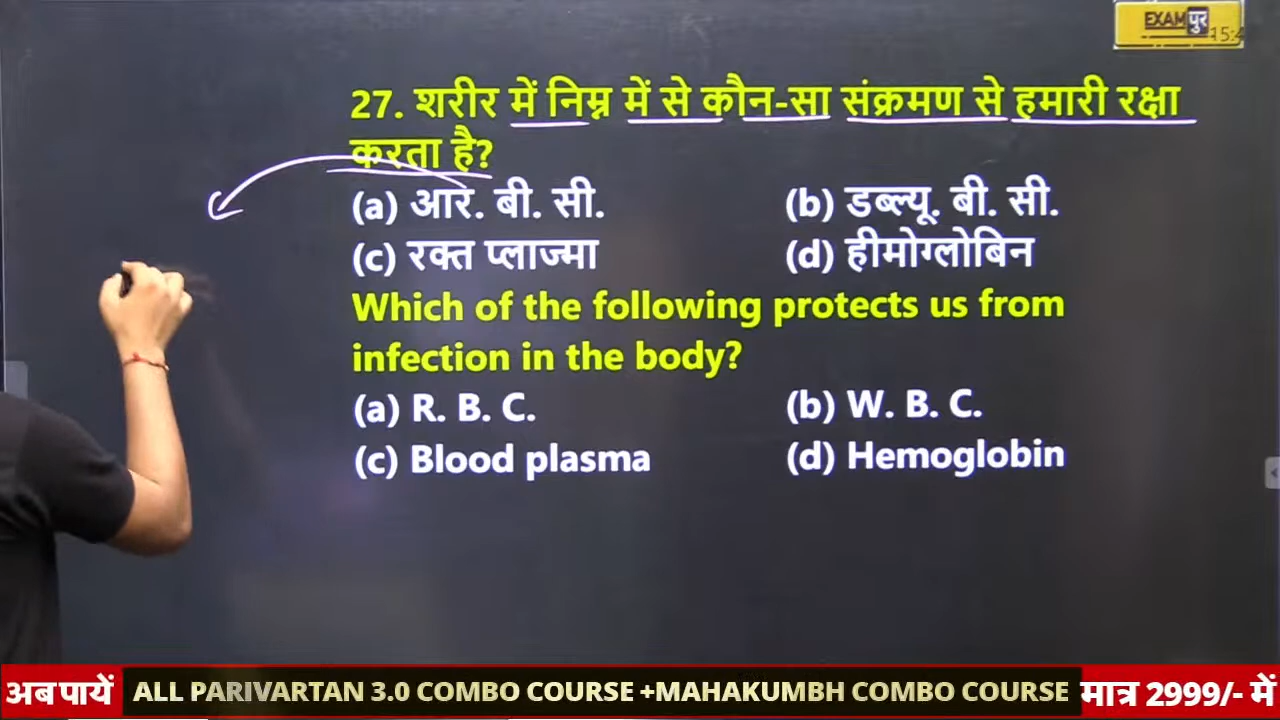 EXAM पुर
27. शरीर में निम्न में से कौन-सा संक्रमण से हमारी रक्षा
करता है?
(a) आर. बी. सी. (b) डब्ल्यू. बी. सी.
(c) रक्त प्लाज्मा (d) हीमोग्लोबिन
Which of the following protects us from
infection in the body?
(a) R. B. C. (b) W. B. C.
(c) Blood plasma (d) Hemoglobin
अब पायें ALL PARIVARTAN 3.0 COMBO COURSE +MAHAKUMBH COMBO COURSE मात्र 2999/- में